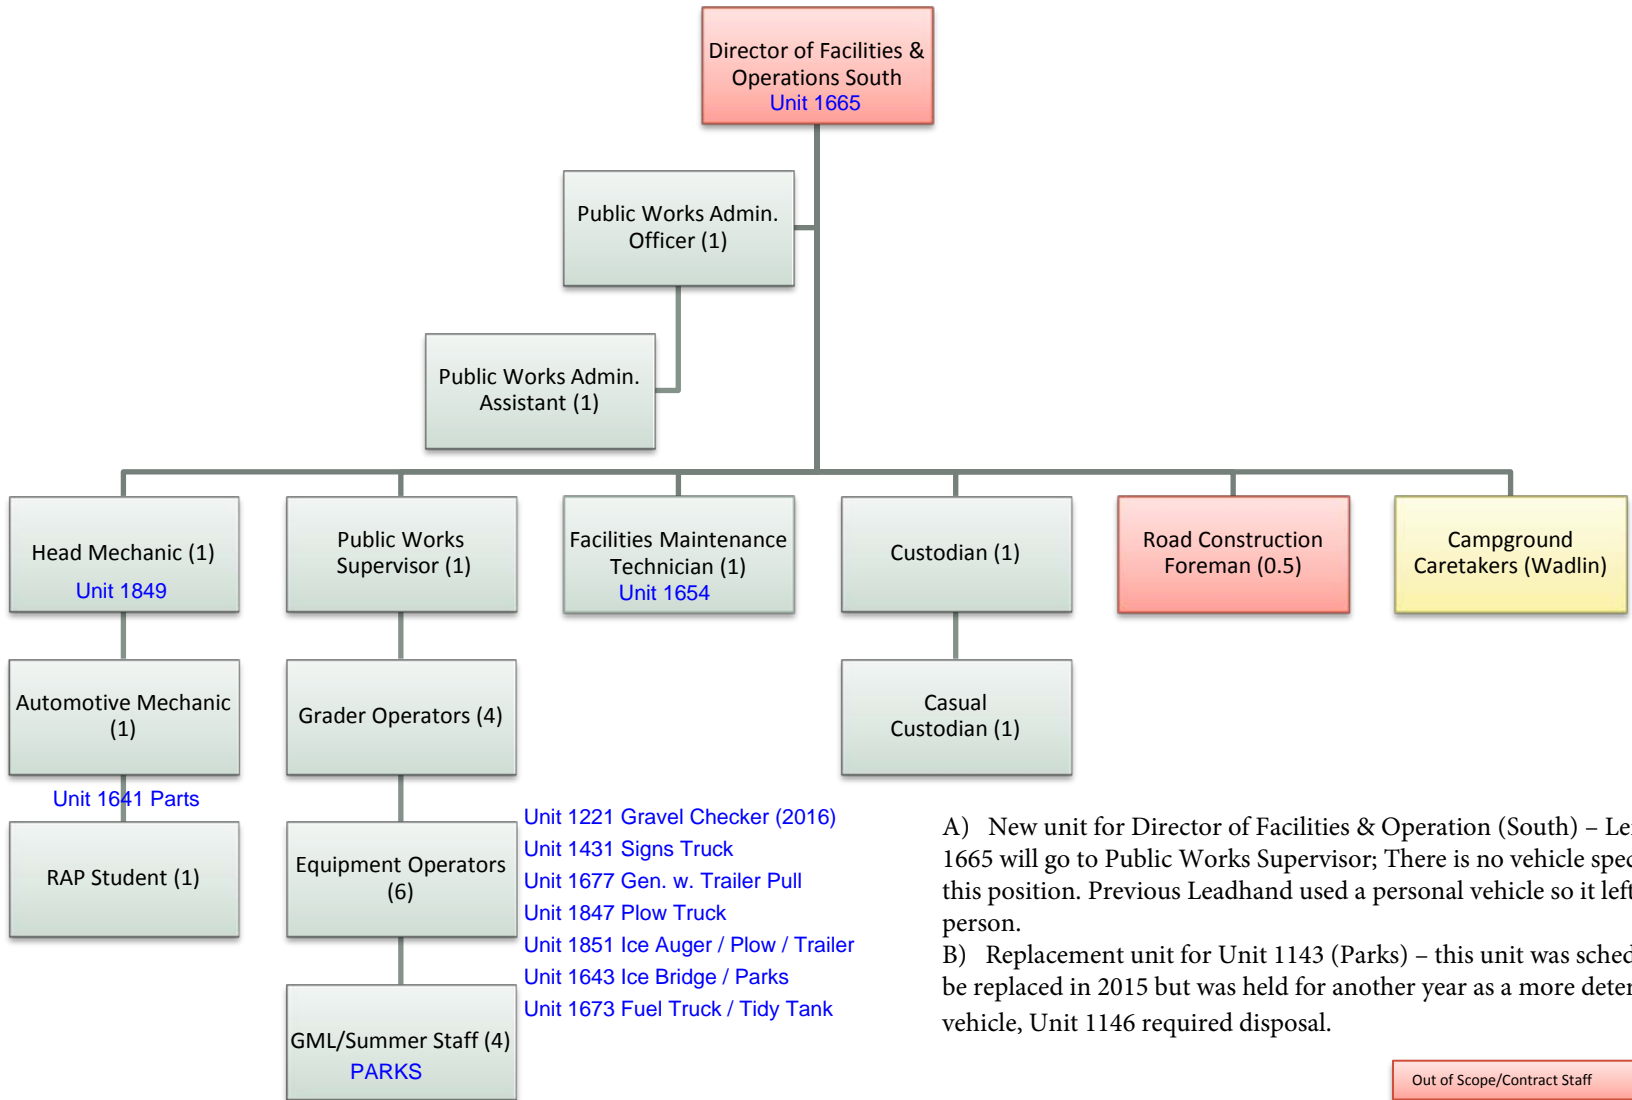 Director of Facilities &
Operations South
Unit 1665
Public Works Admin.
Officer (1)
Public Works Admin.
Assistant (1)
Head Mechanic (1)
Unit 1849
Public Works
Supervisor (1)
Facilities Maintenance
Technician (1)
Unit 1654
Custodian (1)
Road Construction
Foreman (0.5)
Campground
Caretakers (Wadlin)
Automotive Mechanic
(1)
Grader Operators (4)
Casual
Custodian (1)
Unit 1641 Parts
RAP Student (1)
Equipment Operators
(6)
Unit 1221 Gravel Checker (2016)
Unit 1431 Signs Truck
Unit 1677 Gen. w. Trailer Pull
Unit 1847 Plow Truck
Unit 1851 Ice Auger / Plow / Trailer
Unit 1643 Ice Bridge / Parks
Unit 1673 Fuel Truck / Tidy Tank
GML/Summer Staff (4)
PARKS
A) New unit for Director of Facilities & Operation (South) –
1665 will go to Public Works Supervisor; There is no vehicle
this position. Previous Leadhand used a personal vehicle so it left
person.
B) Replacement unit for Unit 1143 (Parks) – this unit was
be replaced in 2015 but was held for another year as a more
vehicle, Unit 1146 required disposal.
Out of Scope/Contract Staff